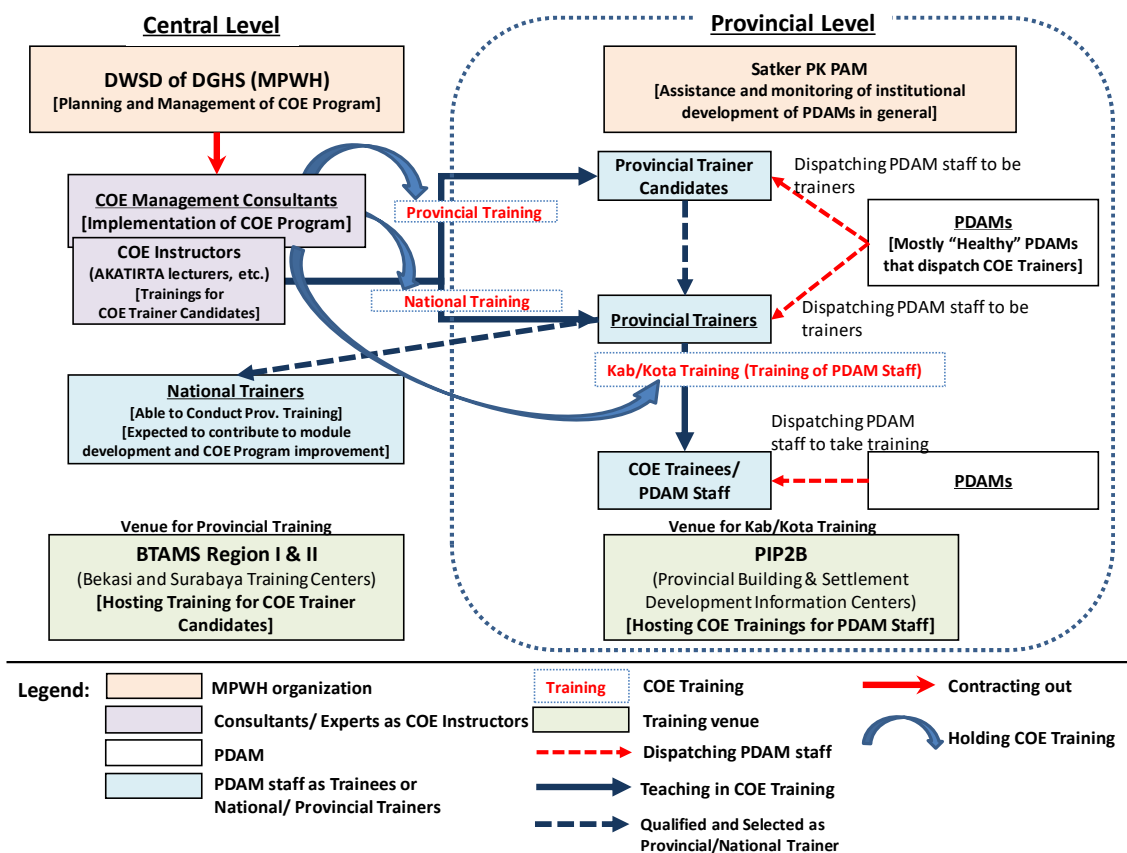 Central Level
Provincial Level
DWSD of DGHS (MPWH)
[Planning and Management of COE Program]
Satker PK PAM
[Assistance and monitoring of institutional
development of PDAMs in general]
COE Management Consultants
[Implementation of COE Program]
COE Instructors
(AKATIRTA lecturers, etc.)
[Trainings for
COE Trainer Candidates]
Provincial Training
National Training
Provincial Trainer
Candidates
Dispatching PDAM staff to be
trainers
PDAMs
[Mostly “Healthy” PDAMs
that dispatch COE Trainers]
Dispatching PDAM staff to be
trainers
Provincial Trainers
Kab/Kota Training (Training of PDAM Staff)
National Trainers
[Able to Conduct Prov. Training]
[Expected to contribute to module
development and COE Program improvement]
Dispatching PDAM
staff to take training
COE Trainees/
PDAM Staff
PDAMs
Venue for Provincial Training
BTAMS Region I & II
(Bekasi and Surabaya Training Centers)
[Hosting Training for COE Trainer
Candidates]
Venue for Kab/Kota Training
PIP2B
(Provincial Building & Settlement
Development Information Centers)
[Hosting COE Trainings for PDAM Staff]
Legend:
MPWH organization
Consultants/ Experts as COE Instructors
PDAM
PDAM staff as Trainees or
National/ Provincial Trainers
Training
COE Training
Training venue
Dispatching PDAM staff
Teaching in COE Training
Qualified and Selected as
Provincial/National Trainer
Contracting out
Holding COE Training